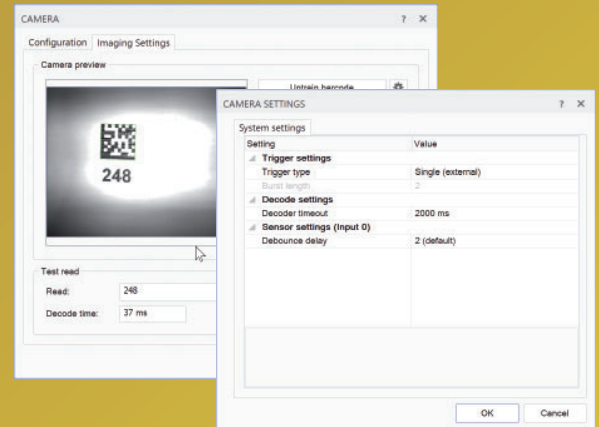 CAMERA ? ×
Configuration Imaging Settings
Camera preview
Untrain barcode
248
Test read
Read: 248
Decode time: 37 ms
CAMERA SETTINGS ? ×
System settings
Setting Value
Trigger settings
Trigger type Single (external)
Burst length 2
Decode settings
Decoder timeout 2000 ms
Sensor settings (Input 0)
Debounce delay 2 (default)
OK Cancel